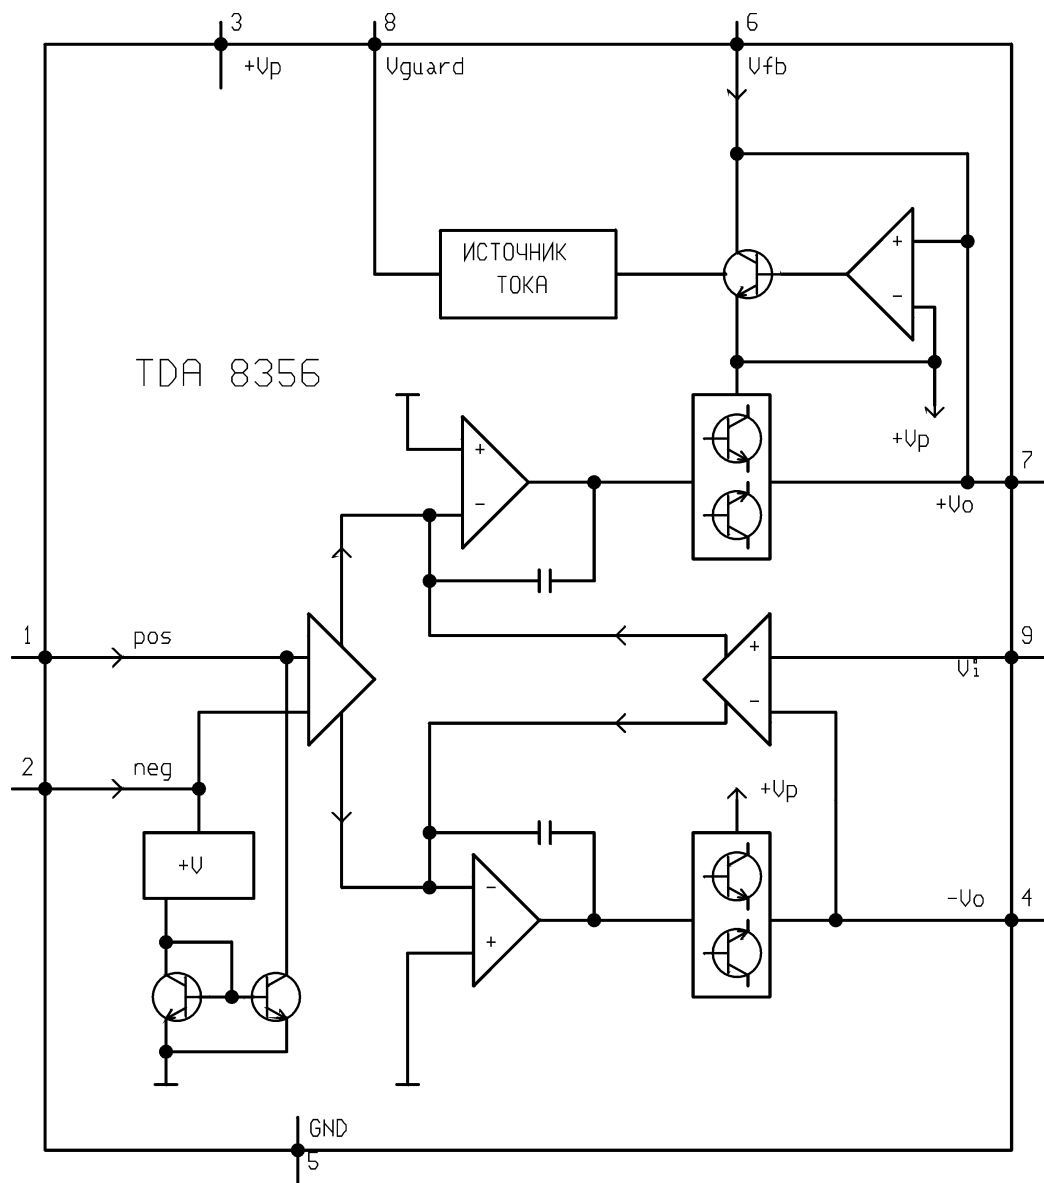 3 8 6
+Vp Vguard Vfb
ИСТОЧНИК
ТОКА
+
-
TDA 8356
+Vp
7
+
-
+Vo
1 pos
9
+
Vi
-
2 neg
+Vp
+V
-
-Vo 4
+
GND
5